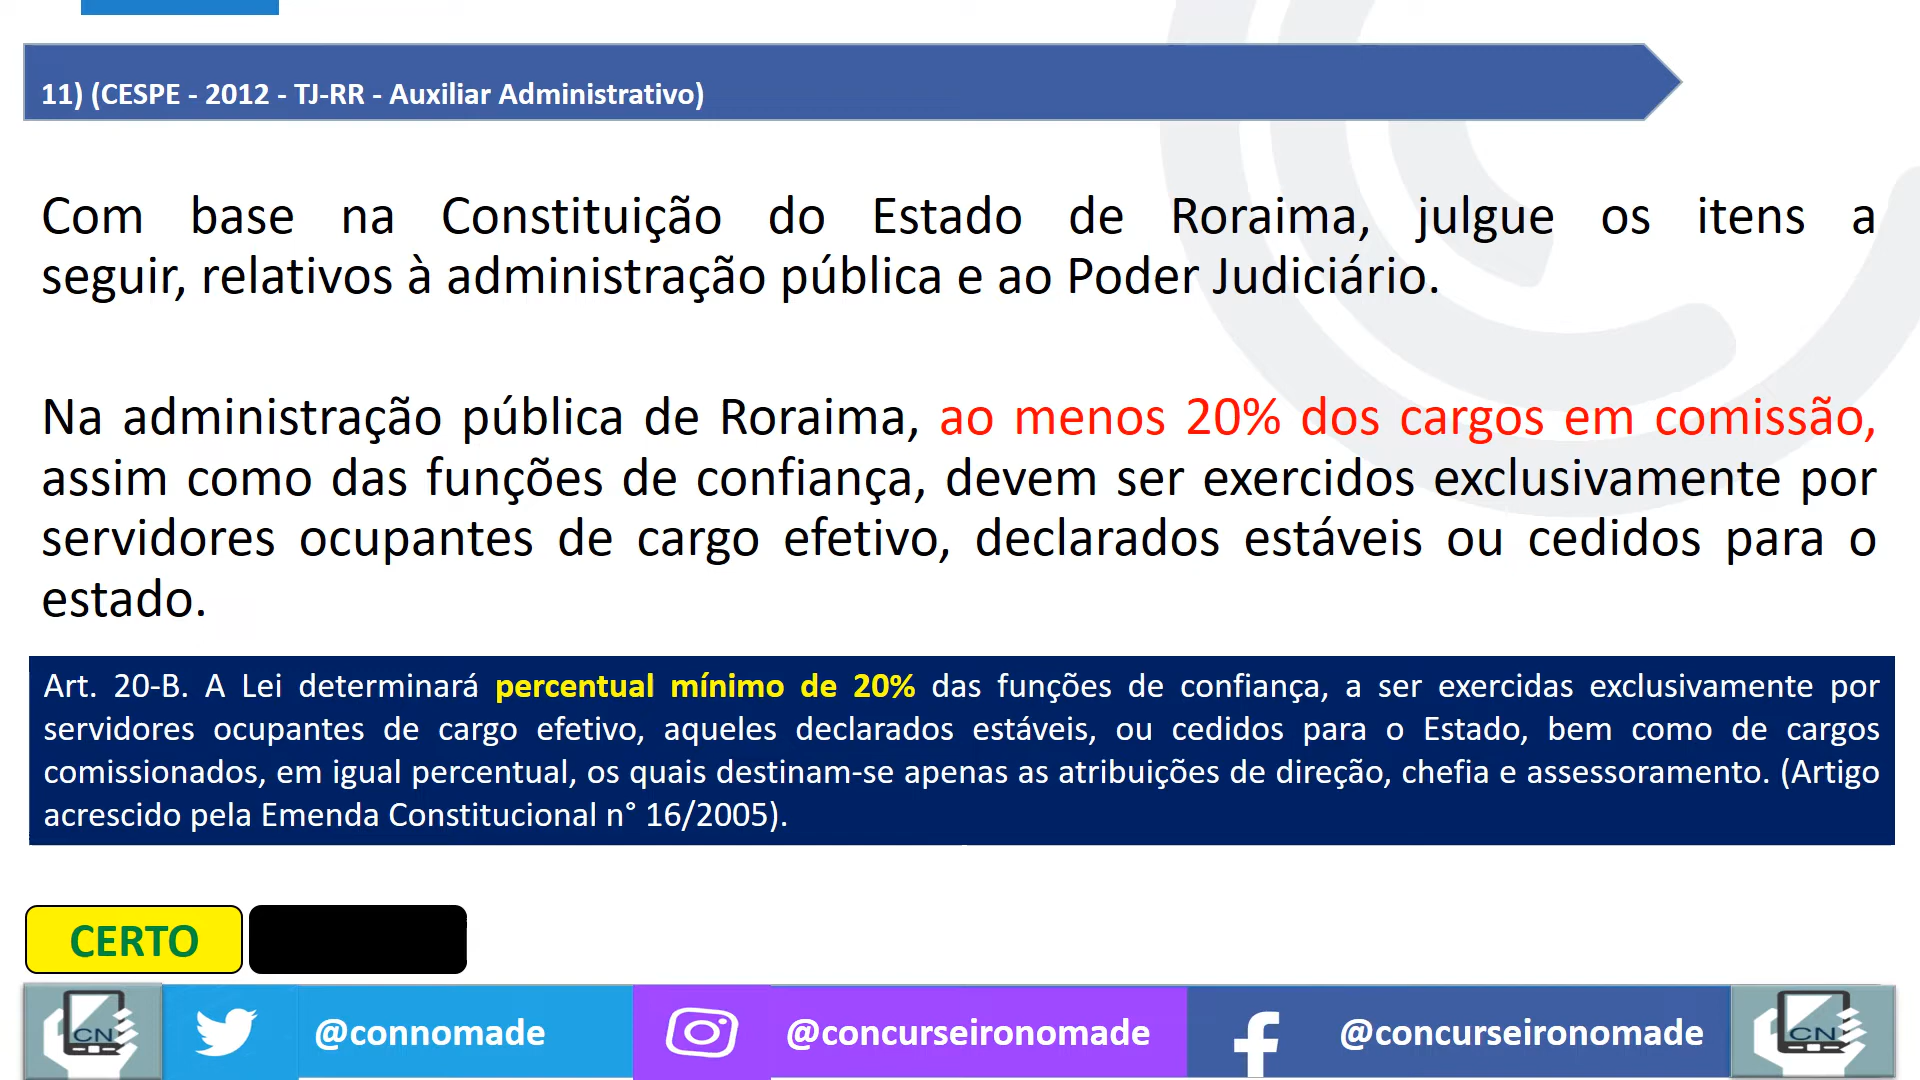 11) (CESPE - 2012 - TJ-RR - Auxiliar Administrativo)
Com base na Constituição do Estado de Roraima, julgue os itens a
seguir, relativos à administração pública e ao Poder Judiciário.
Na administração pública de Roraima, ao menos 20% dos cargos em comissão,
assim como das funções de confiança, devem ser exercidos exclusivamente por
servidores ocupantes de cargo efetivo, declarados estáveis ou cedidos para o
estado.
Art. 20-B. A Lei determinará percentual mínimo de 20% das funções de confiança, a ser exercidas exclusivamente por
servidores ocupantes de cargo efetivo, aqueles declarados estáveis, ou cedidos para o Estado, bem como de cargos
comissionados, em igual percentual, os quais destinam-se apenas as atribuições de direção, chefia e assessoramento. (Artigo
acrescido pela Emenda Constitucional n° 16/2005).
CERTO
CN @connomade @concurseironomade @concurseironomade CN